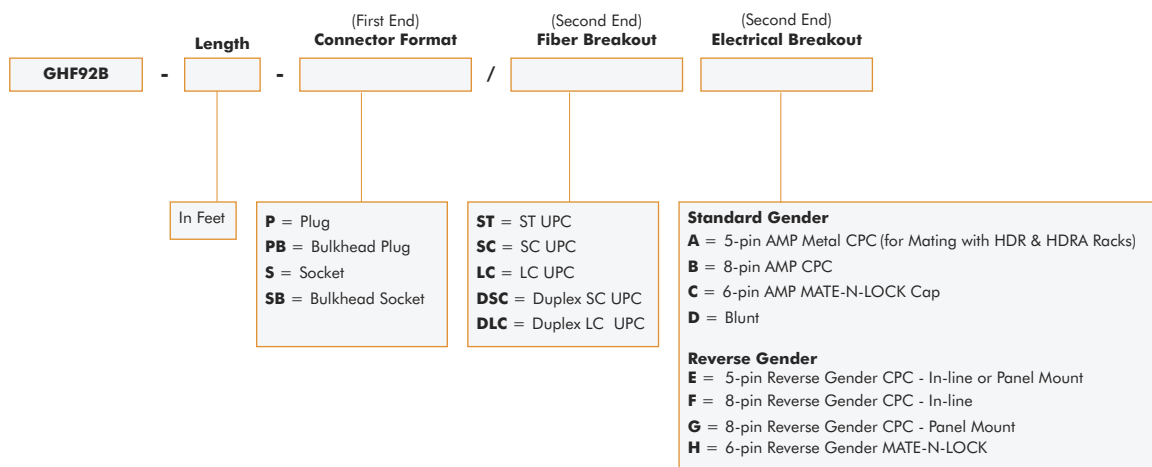 (First End) (Second End) (Second End)
Length Connector Format Fiber Breakout Electrical Breakout
GHF92B - - /
In Feet
P = Plug
PB = Bulkhead Plug
S = Socket
SB = Bulkhead Socket
ST = ST UPC
SC = SC UPC
LC = LC UPC
DSC = Duplex SC UPC
DLC = Duplex LC UPC
Standard Gender
A = 5-pin AMP Metal CPC (for Mating with HDR & HDRA Racks)
B = 8-pin AMP CPC
C = 6-pin AMP MATE-N-LOCK Cap
D = Blunt
Reverse Gender
E = 5-pin Reverse Gender CPC - In-line or Panel Mount
F = 8-pin Reverse Gender CPC - In-line
G = 8-pin Reverse Gender CPC - Panel Mount
H = 6-pin Reverse Gender MATE-N-LOCK